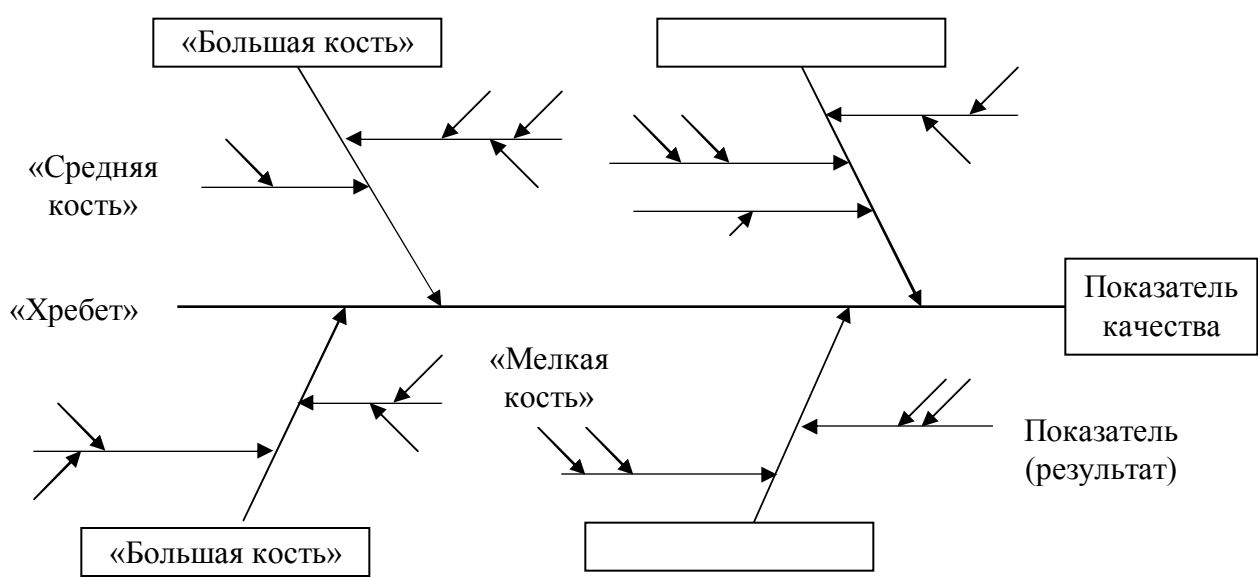 «Большая кость»
«Средняя
кость»
«Хребет»
Показатель
качества
«Мелкая
кость»
Показатель
(результат)
«Большая кость»